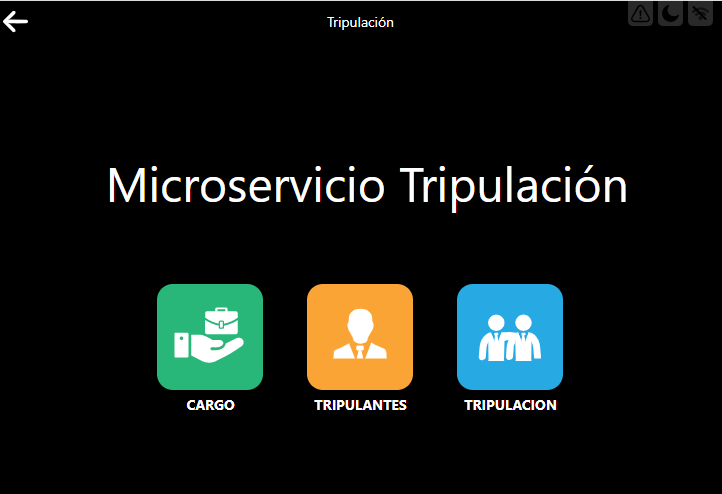 Tripulación
Microservicio Tripulación
CARGO
TRIPULANTES
TRIPULACION